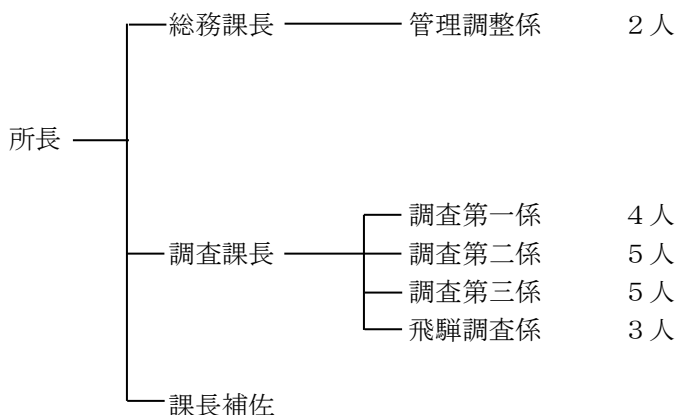 総務課長 管理調整係 2人
所長
調査第一係 4人
調査課長 調査第二係 5人
調査第三係 5人
飛騨調査係 3人
課長補佐